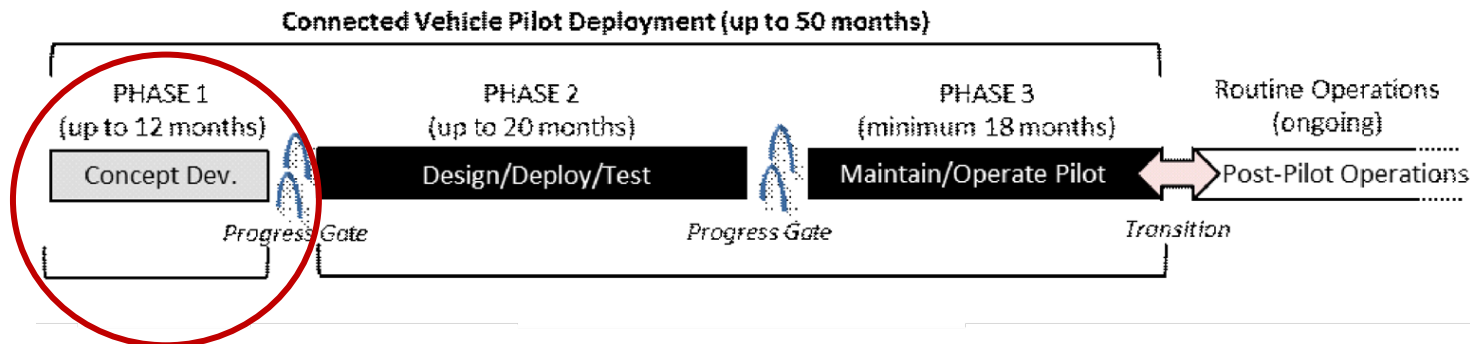 Connected Vehicle Pilot Deployment (up to 50 months)
PHASE 1
(up to 12 months)
Concept Dev.
Progress Gate
PHASE 2
(up to 20 months)
Design/Deploy/Test
Progress Gate
PHASE 3
(minimum 18 months)
Maintain/Operate Pilot
Transition
Routine Operations
(ongoing)
Post-Pilot Operations